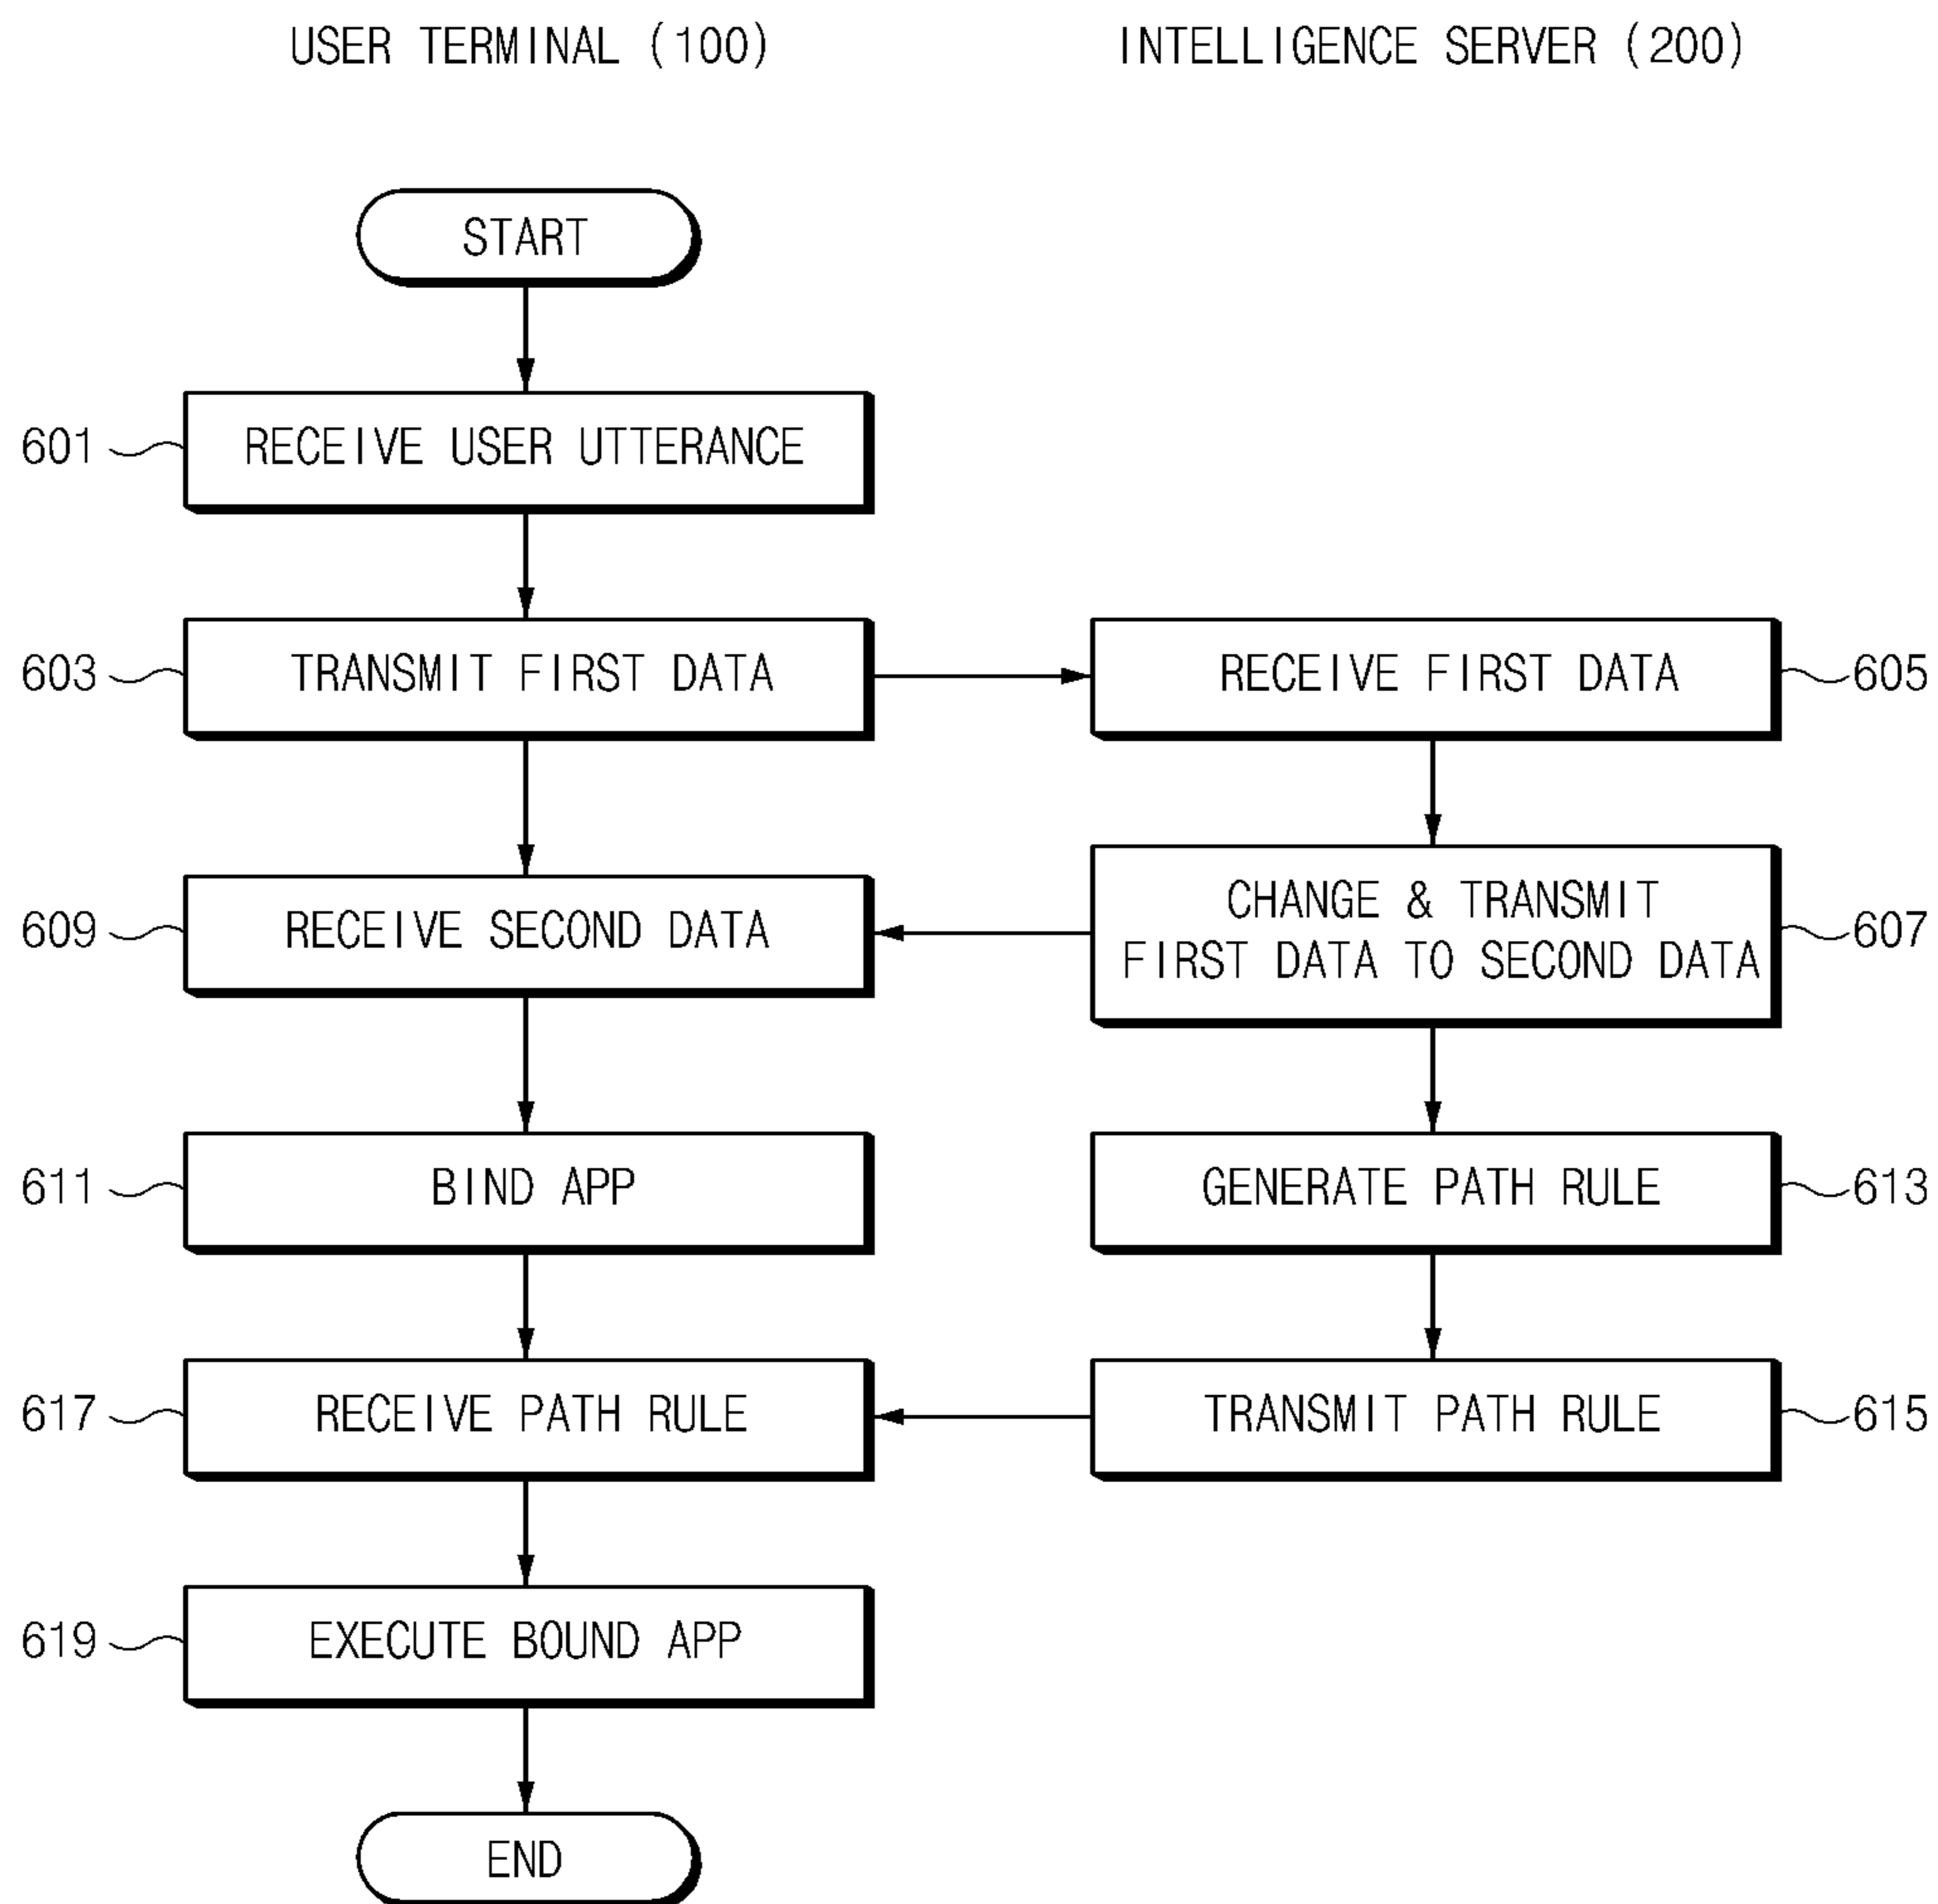 USER TERMINAL (100)
INTELLIGENCE SERVER (200)
START
601
RECEIVE USER UTTERANCE
603
TRANSMIT FIRST DATA
RECEIVE FIRST DATA
605
609
RECEIVE SECOND DATA
CHANGE & TRANSMIT
FIRST DATA TO SECOND DATA
607
611
BIND APP
GENERATE PATH RULE
613
617
RECEIVE PATH RULE
TRANSMIT PATH RULE
615
619
EXECUTE BOUND APP
END